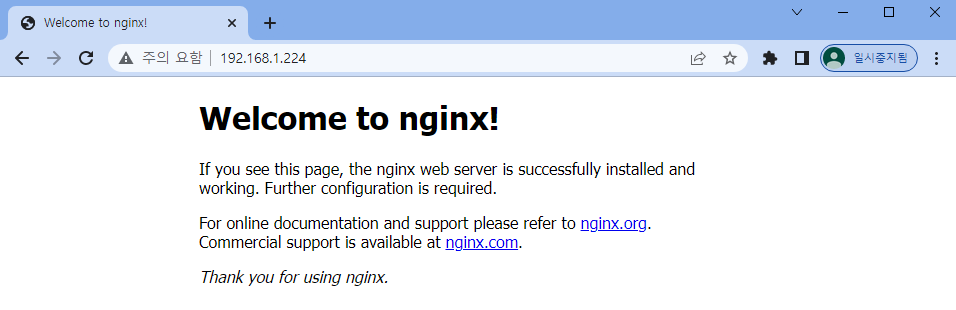 Welcome to nginx!
주의 요함 192.168.1.224
일시중지됨
Welcome to nginx!
If you see this page, the nginx web server is successfully installed and
working. Further configuration is required.
For online documentation and support please refer to nginx.org.
Commercial support is available at nginx.com.
Thank you for using nginx.